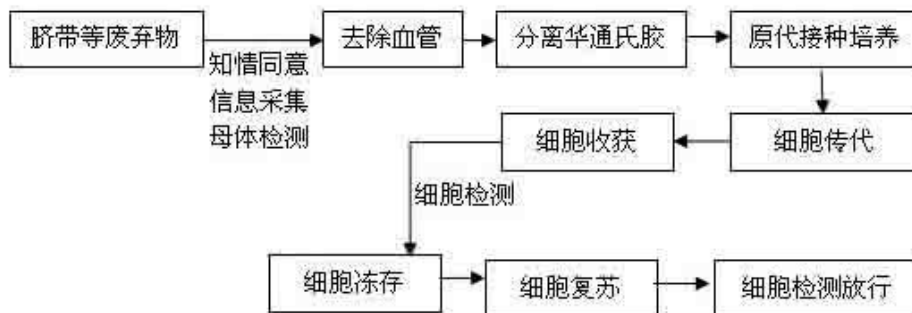 脐带等废弃物
去除血管
分离华通氏胶
原代接种培养
知情同意
信息采集
母体检测
细胞收获
细胞传代
细胞检测
细胞冻存
细胞复苏
细胞检测放行